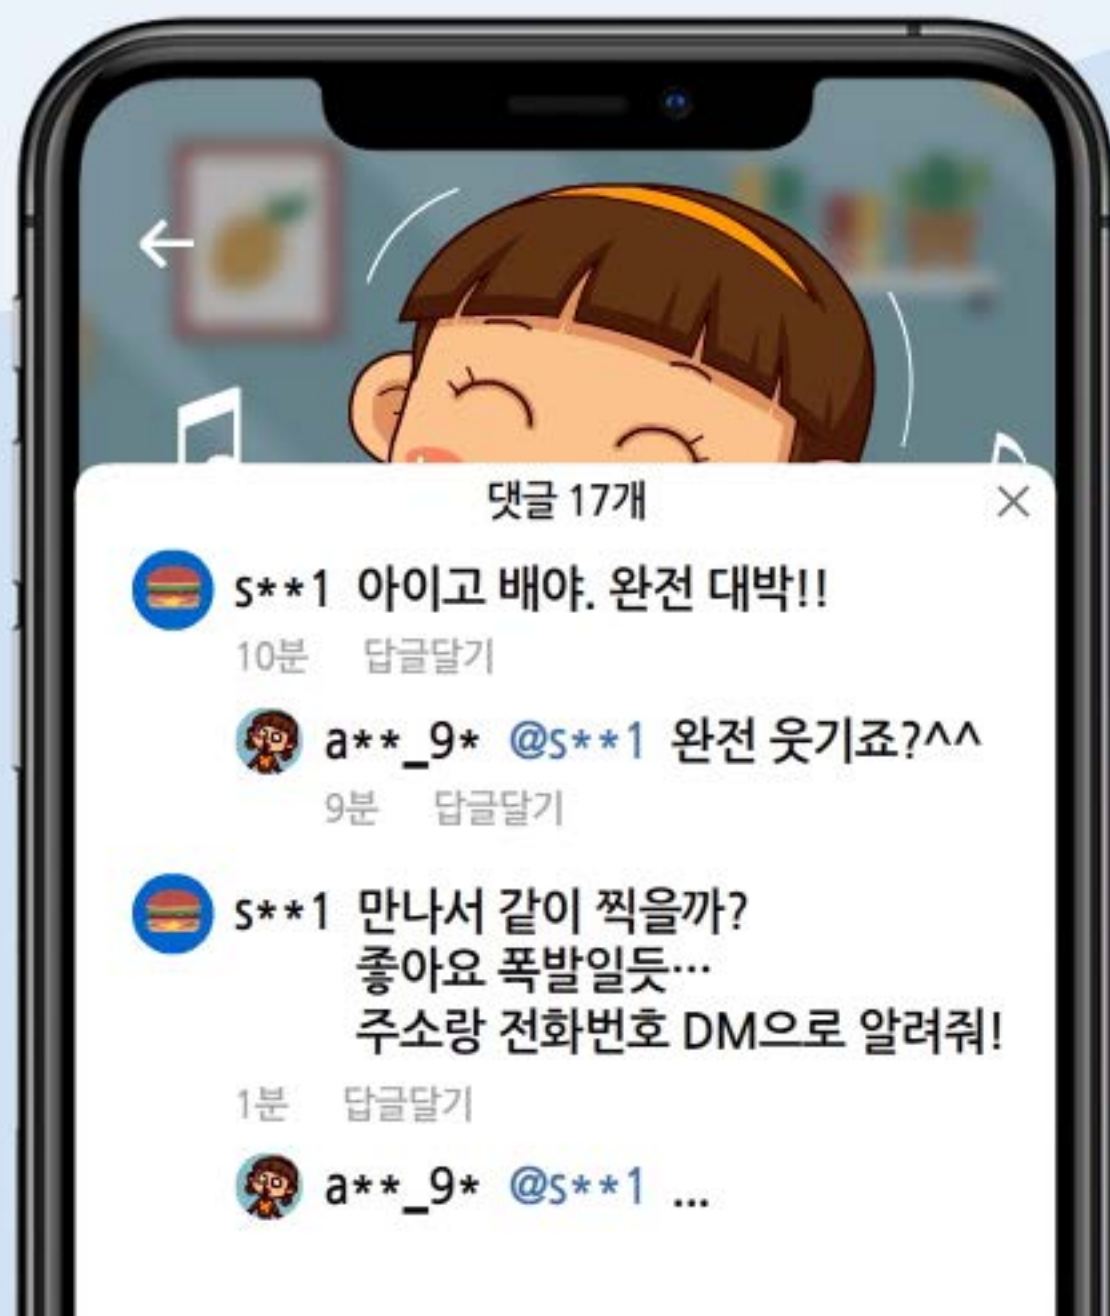 댓글 17개
s**1 아이고 배야. 완전 대박!!
10분 답글달기
a**_9* @s**1 완전 웃기죠?^^
9분 답글달기
s**1 만나서 같이 찍을까?
좋아요 폭발일듯…
주소랑 전화번호 DM으로 알려줘!
1분 답글달기
a**_9* @s**1 ...